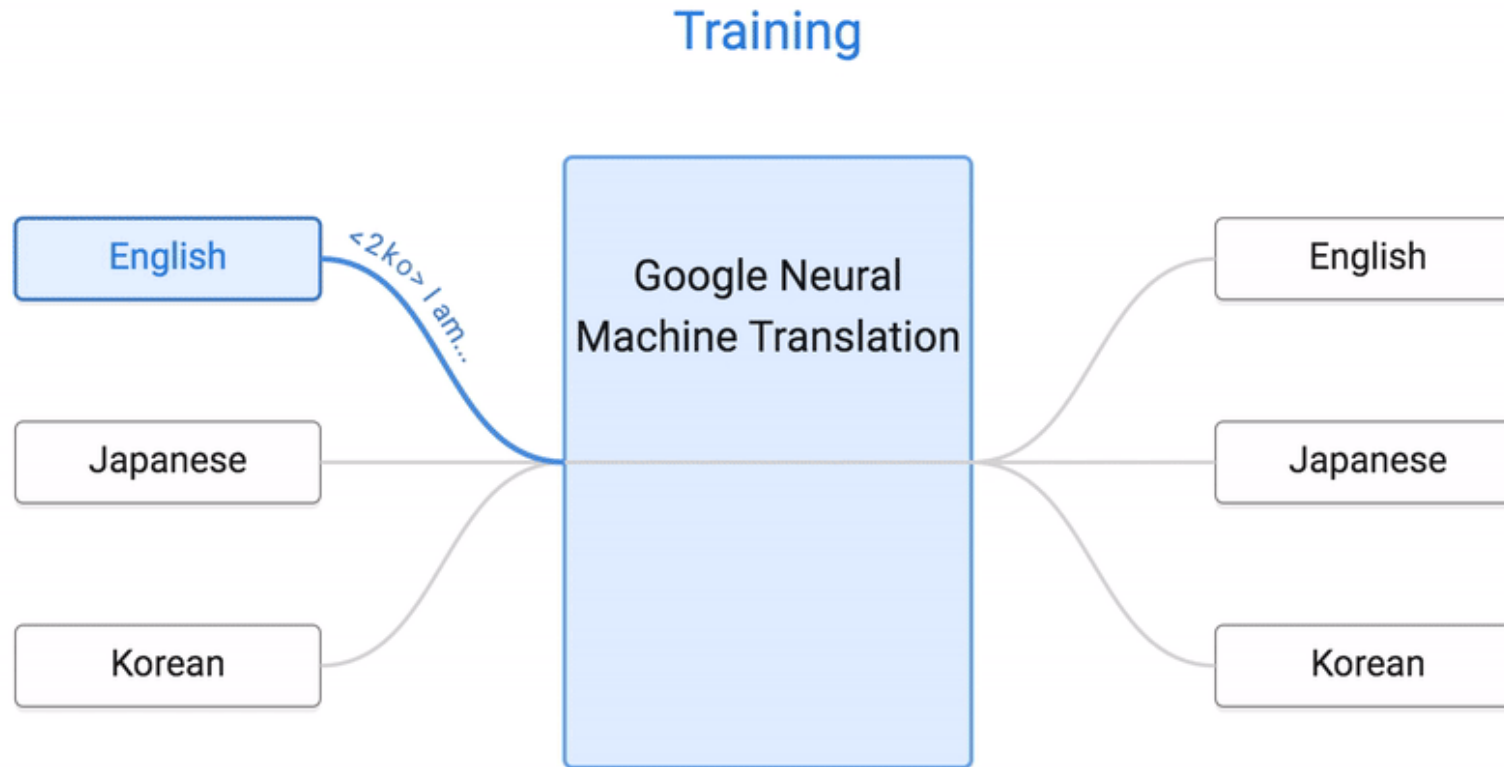 Training
English
<2ko> I am...
Japanese
Korean
Google Neural
Machine Translation
English
Japanese
Korean